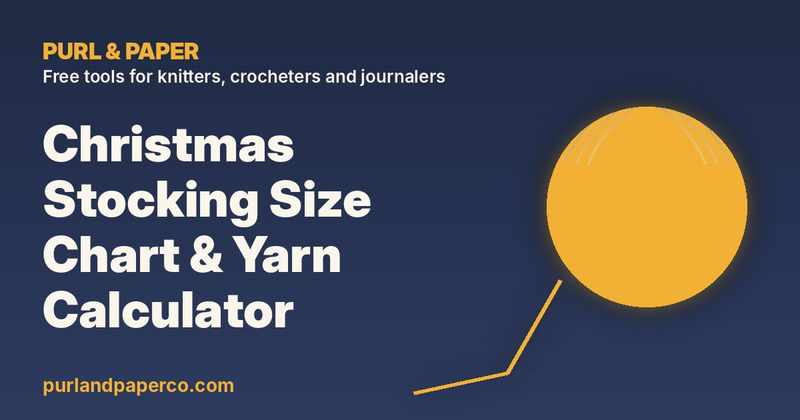 PURL & PAPER
Free tools for knitters, crocheters and journalers
Christmas
Stocking Size
Chart & Yarn
Calculator
purlandpaperco.com